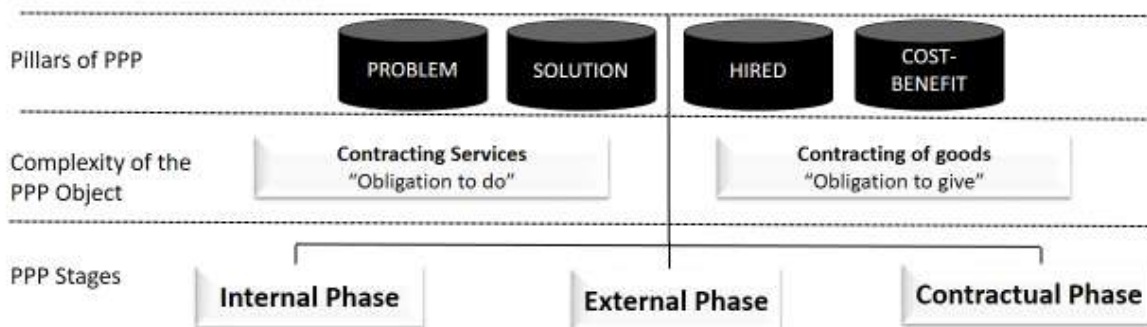 Pillars of PPP
PROBLEM
SOLUTION
HIRED
COST-
BENEFIT
Complexity of the
PPP Object
Contracting Services
"Obligation to do"
Contracting of goods
"Obligation to give"
PPP Stages
Internal Phase
External Phase
Contractual Phase